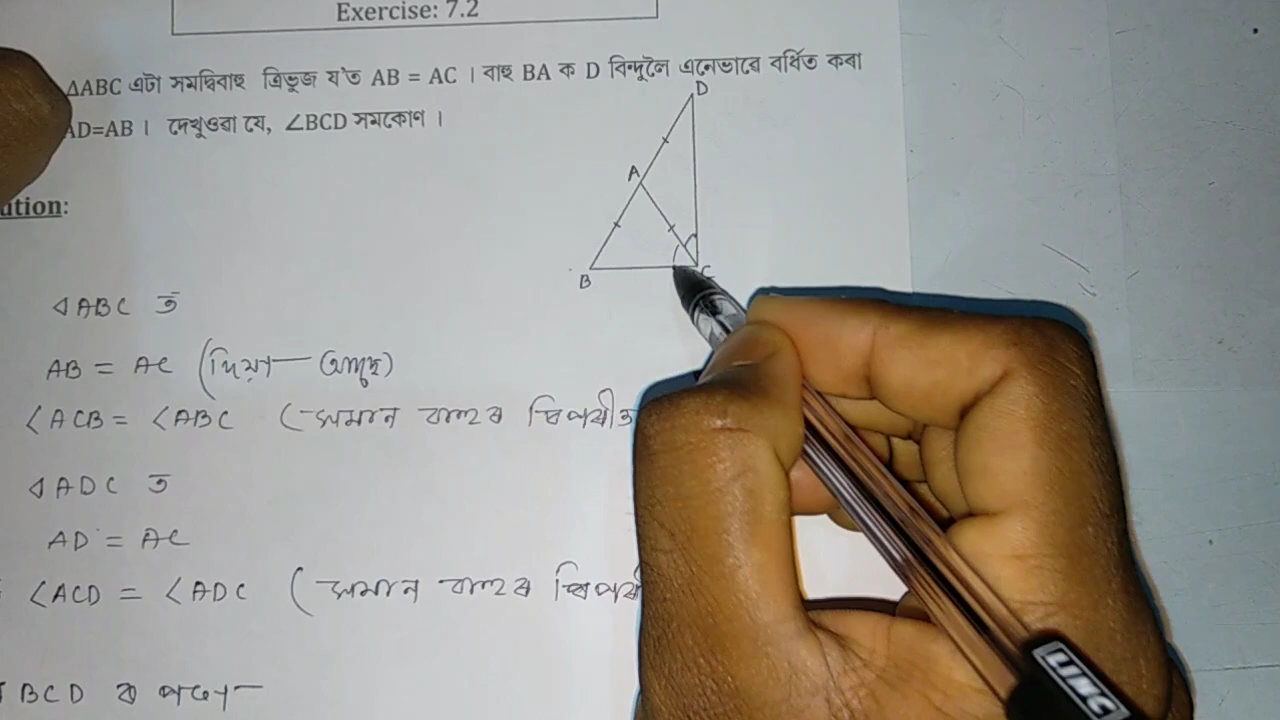 Exercise: 7.2
ΔABC এটা সমদ্বিবাহু ত্ৰিভুজ য'ত AB = AC । বাহু BA ক D বিন্দুলৈ এনেভাৱে বৰ্ধিত কৰা
AD=AB । দেখুওৱা যে, ∠BCD সমকোণ ।
D
A
B
C
ution:
ΔABC ত
AB = AC (দিয়া আছে)
∠ACB = ∠ABC (সমান বাহুৰ বিপৰীত
ΔADC ত
AD = AC
∠ACD = ∠ADC (সমান বাহুৰ বিপৰী
BCD ৰ পৰা
LINC